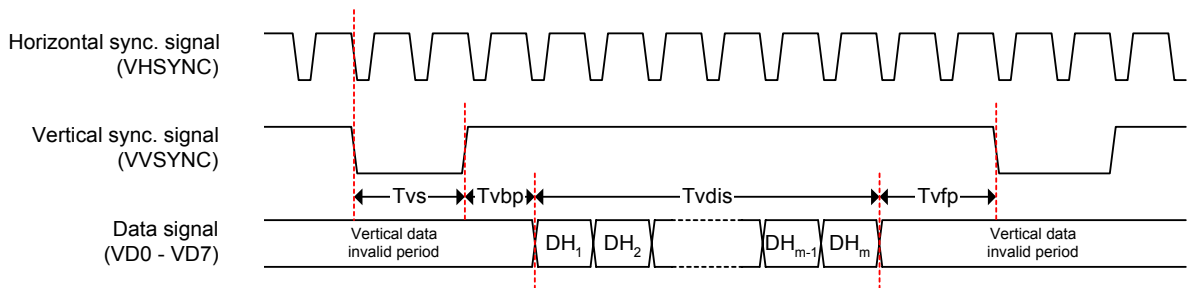 Horizontal sync. signal
(VHSYNC)
Vertical sync. signal
(VVSYNC)
Tvs Tvbp Tvdis Tvfp
Data signal
(VD0 - VD7)
Vertical data
invalid period
DH1 DH2 DHm-1 DHm
Vertical data
invalid period